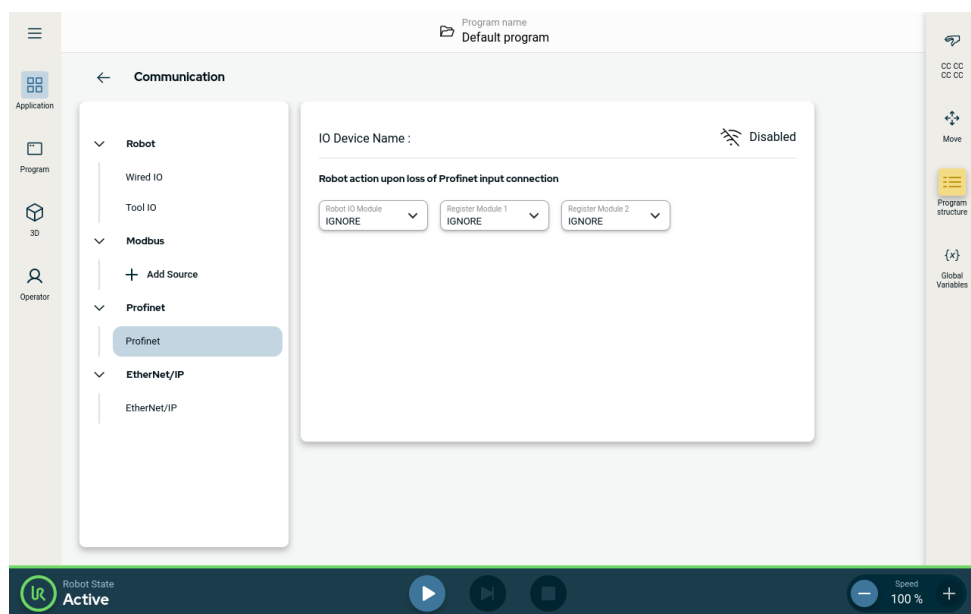 Program name
Default program
Application
Program
3D
Operator
Communication
Robot
Wired IO
Tool IO
Modbus
Add Source
Profinet
Profinet
EtherNet/IP
EtherNet/IP
IO Device Name :
Disabled
Robot action upon loss of Profinet input connection
Robot IO Module
IGNORE
Register Module 1
IGNORE
Register Module 2
IGNORE
CC CC
CC CC
Move
Program
structure
{x}
Global
Variables
UR
Robot State
Active
Speed
100 %